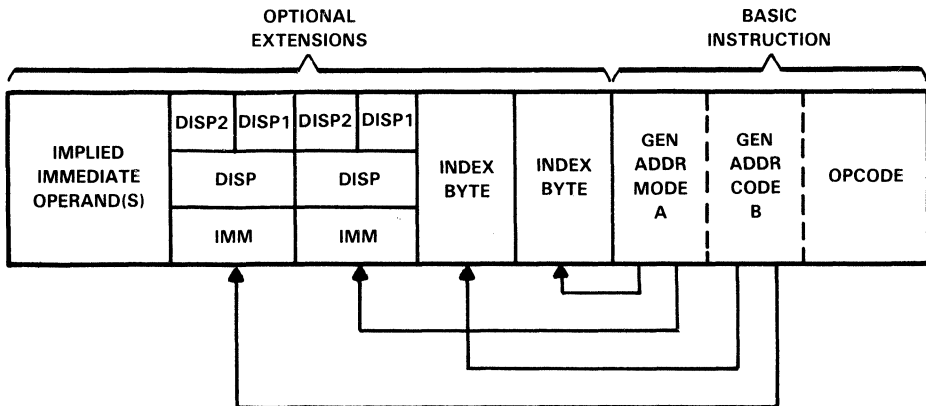 OPTIONAL
EXTENSIONS
BASIC
INSTRUCTION
IMPLIED
IMMEDIATE
OPERAND(S)
DISP2 DISP1 DISP2 DISP1
DISP DISP
IMM IMM
INDEX
BYTE
INDEX
BYTE
GEN
ADDR
MODE
A
GEN
ADDR
CODE
B
OPCODE